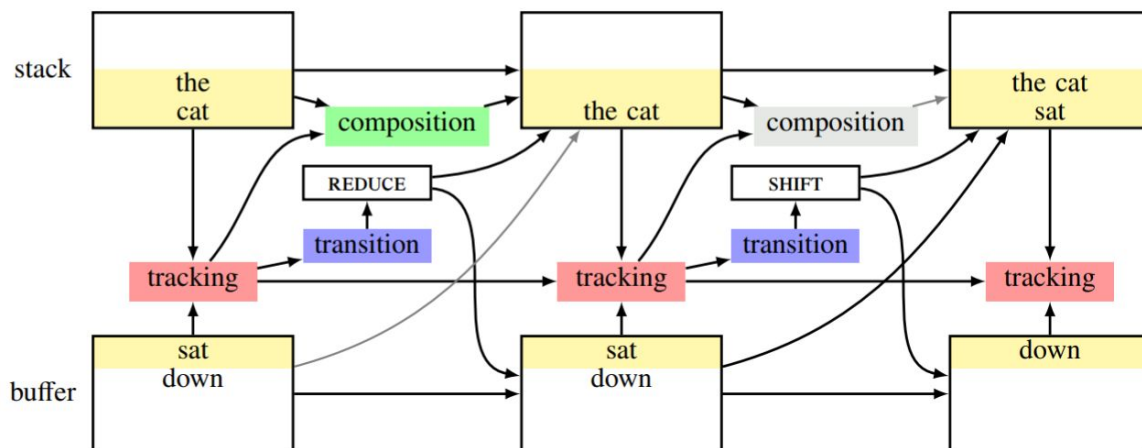 stack
the
cat
composition
the cat
composition
the cat
sat
REDUCE
SHIFT
transition
transition
tracking
tracking
tracking
buffer
sat
down
sat
down
down